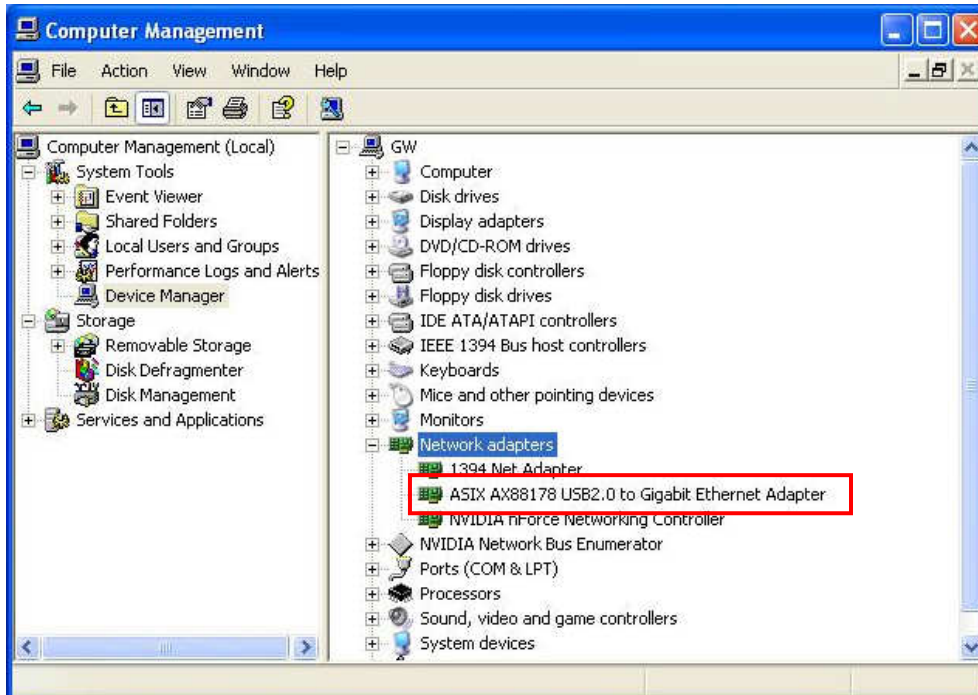 Computer Management
File Action View Window Help
Computer Management (Local)
System Tools
Event Viewer
Shared Folders
Local Users and Groups
Performance Logs and Alerts
Device Manager
Storage
Removable Storage
Disk Defragmenter
Disk Management
Services and Applications
GW
Computer
Disk drives
Display adapters
DVD/CD-ROM drives
Floppy disk controllers
Floppy disk drives
IDE ATA/ATAPI controllers
IEEE 1394 Bus host controllers
Keyboards
Mice and other pointing devices
Monitors
Network adapters
1394 Net Adapter
ASIX AX88178 USB2.0 to Gigabit Ethernet Adapter
NVIDIA nForce Networking Controller
NVIDIA Network Bus Enumerator
Ports (COM & LPT)
Processors
Sound, video and game controllers
System devices